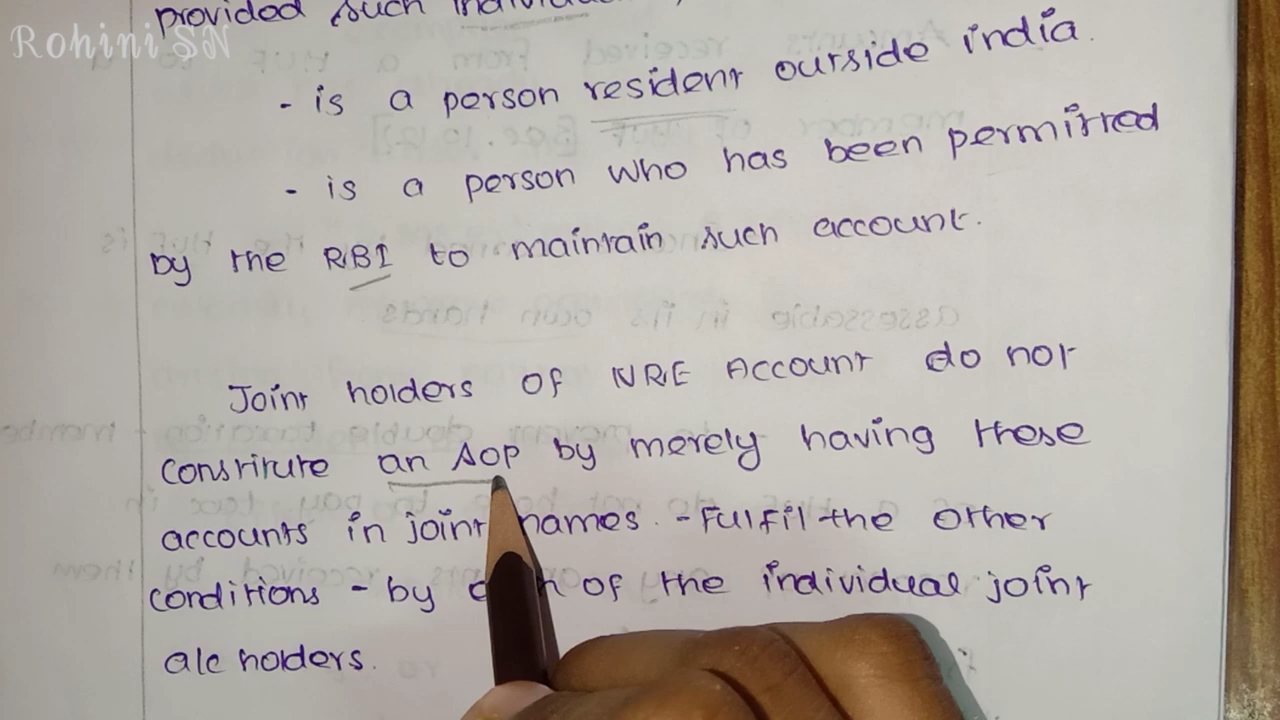 provided such individual
Rohini SN
- is a person resident outside india.
- is a person who has been permitted
by the RBI to maintain such account.
Joint holders of NRE Account do not
constitute an AOP by merely having these
accounts in joint names. - Fulfil the other
conditions - by of the individual joint
a/c holders.